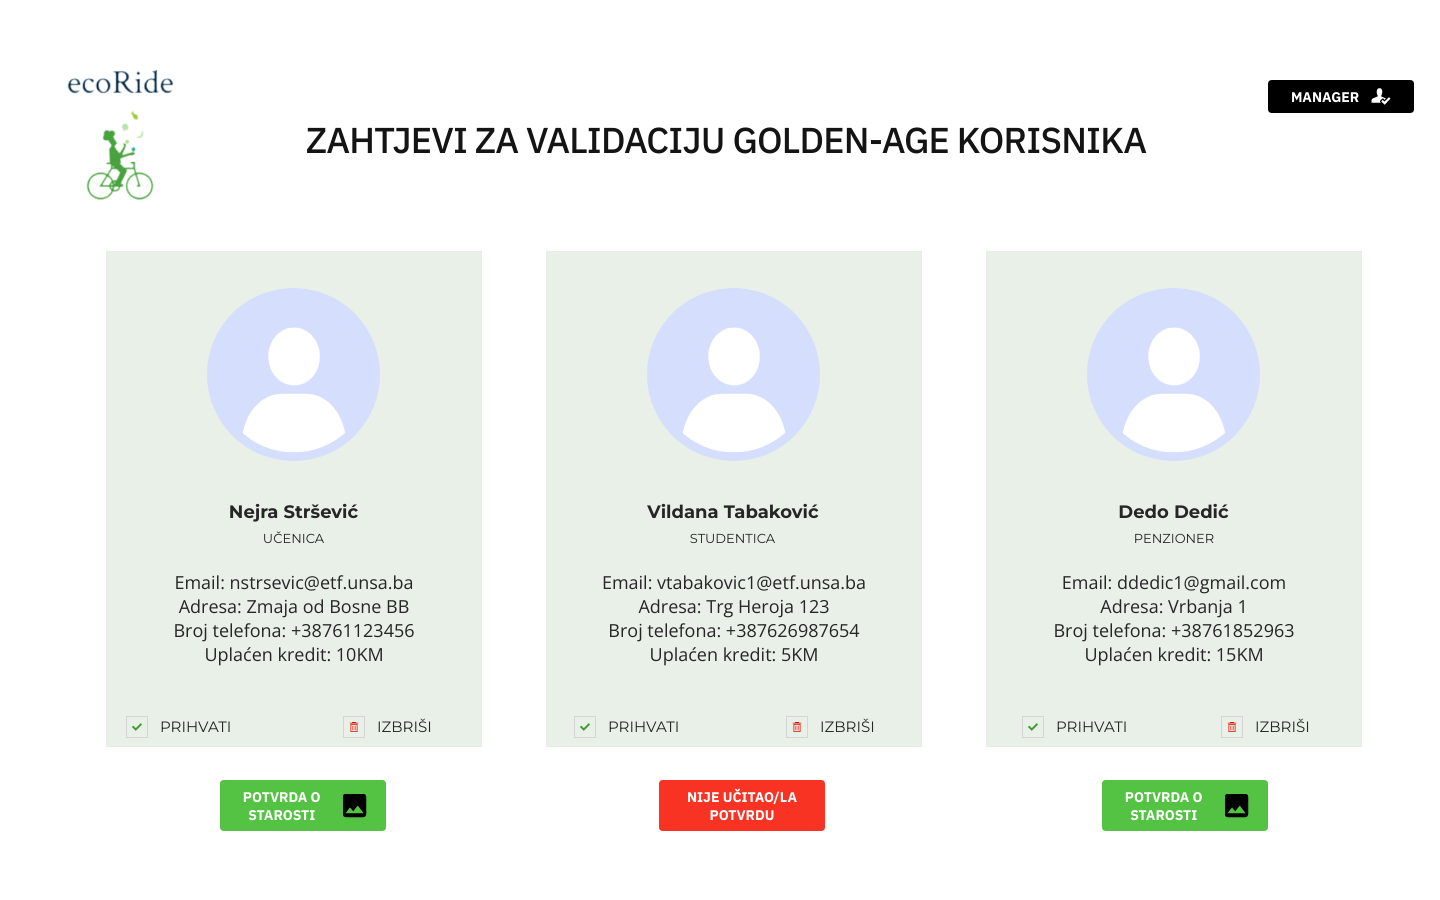 ecoRide
MANAGER
ZAHTJEVI ZA VALIDACIJU GOLDEN-AGE KORISNIKA
Nejra Stršević
UČENICA
Email: nstrsevic@etf.unsa.ba
Adresa: Zmaja od Bosne BB
Broj telefona: +38761123456
Uplaćen kredit: 10KM
PRIHVATI
IZBRIŠI
POTVRDA O
STAROSTI
Vildana Tabaković
STUDENTICA
Email: vtabakovic1@etf.unsa.ba
Adresa: Trg Heroja 123
Broj telefona: +387626987654
Uplaćen kredit: 5KM
PRIHVATI
IZBRIŠI
NIJE UČITAO/LA
POTVRDU
Dedo Dedić
PENZIONER
Email: ddedic1@gmail.com
Adresa: Vrbanja 1
Broj telefona: +38761852963
Uplaćen kredit: 15KM
PRIHVATI
IZBRIŠI
POTVRDA O
STAROSTI